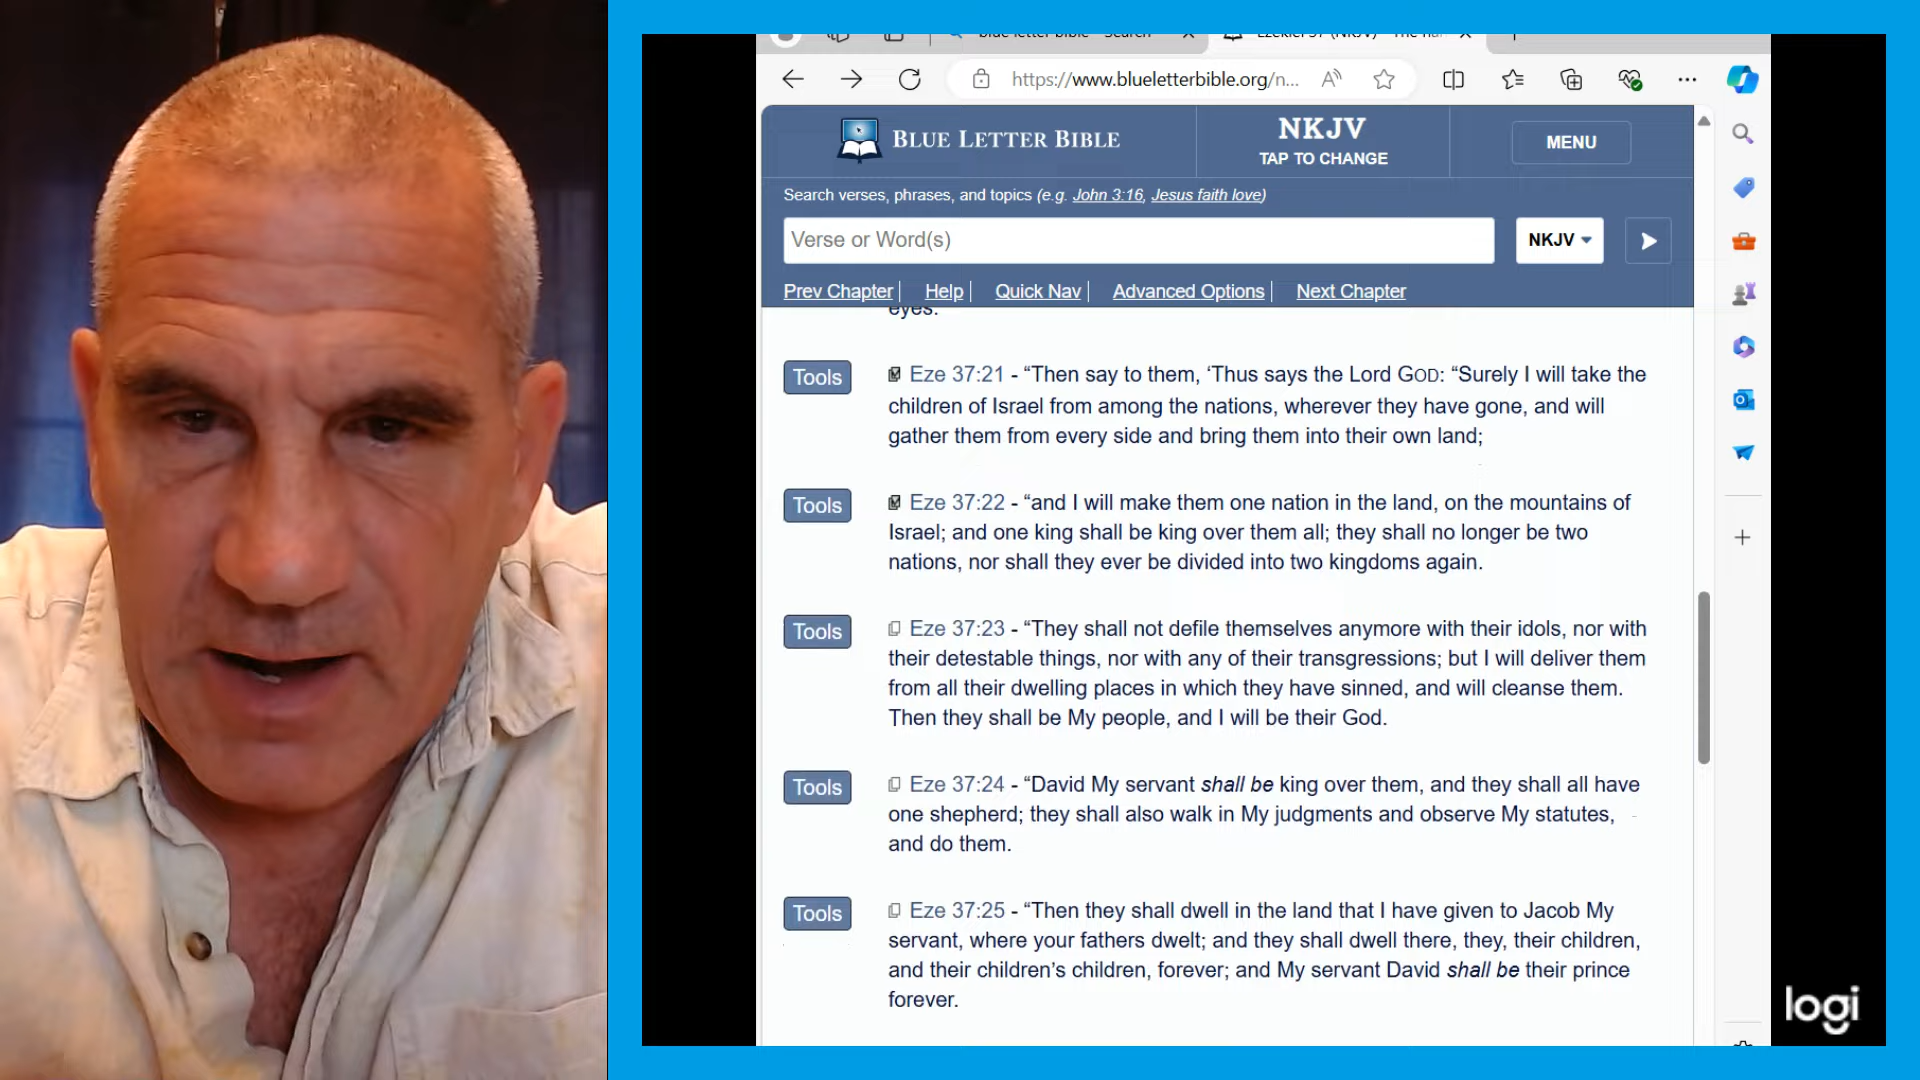 https://www.blueletterbible.org/n...
BLUE LETTER BIBLE
NKJV
TAP TO CHANGE
MENU
Search verses, phrases, and topics (e.g. John 3:16, Jesus faith love)
Verse or Word(s)
NKJV
Prev Chapter | Help | Quick Nav | Advanced Options | Next Chapter
eyes.
Tools
Eze 37:21 - “Then say to them, ‘Thus says the Lord GOD: “Surely I will take the
children of Israel from among the nations, wherever they have gone, and will
gather them from every side and bring them into their own land;
Tools
Eze 37:22 - “and I will make them one nation in the land, on the mountains of
Israel; and one king shall be king over them all; they shall no longer be two
nations, nor shall they ever be divided into two kingdoms again.
Tools
Eze 37:23 - “They shall not defile themselves anymore with their idols, nor with
their detestable things, nor with any of their transgressions; but I will deliver them
from all their dwelling places in which they have sinned, and will cleanse them.
Then they shall be My people, and I will be their God.
Tools
Eze 37:24 - “David My servant shall be king over them, and they shall all have
one shepherd; they shall also walk in My judgments and observe My statutes,
and do them.
Tools
Eze 37:25 - “Then they shall dwell in the land that I have given to Jacob My
servant, where your fathers dwelt; and they shall dwell there, they, their children,
and their children’s children, forever; and My servant David shall be their prince
forever.
logi